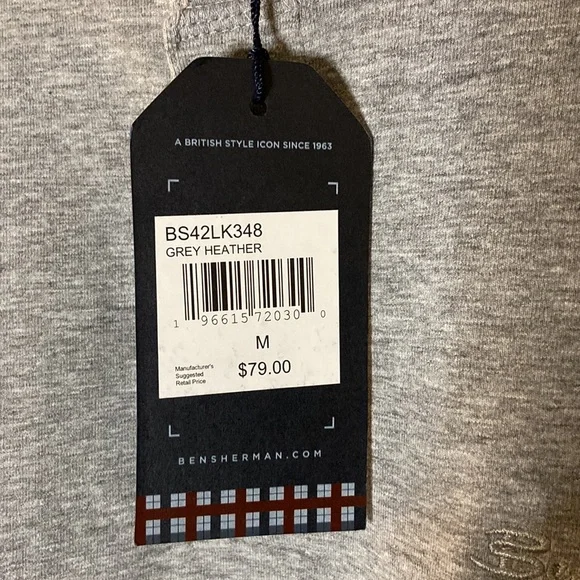 A BRITISH STYLE ICON SINCE 1963
BS42LK348
GREY HEATHER
1 96615 72030 0
M
Manufacturer's
Suggested
Retail Price
$79.00
BENSHERMAN.COM